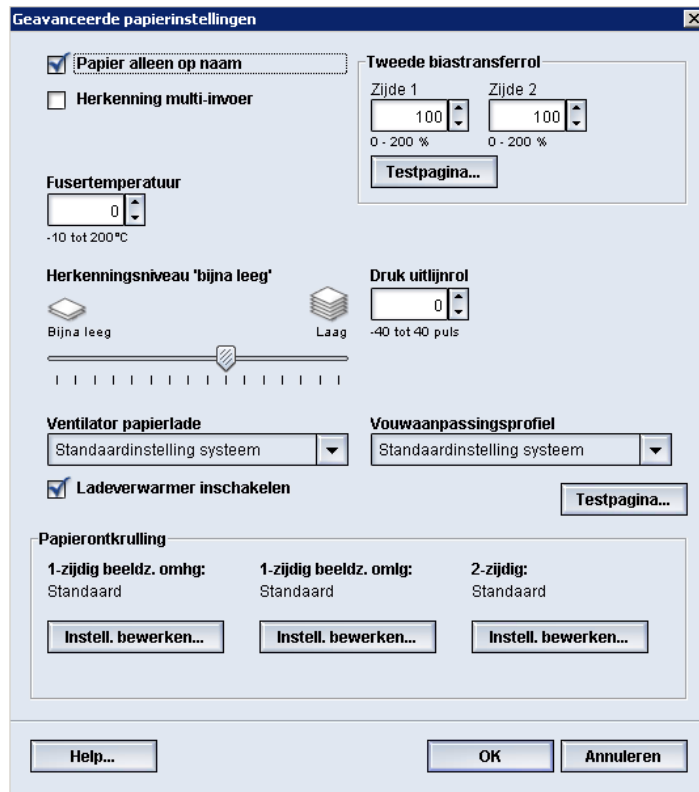 Geavanceerde papierinstellingen
Papier alleen op naam
Herkenning multi-invoer
Tweede biastransferrol
Zijde 1 Zijde 2
100 100
0 - 200 % 0 - 200 %
Testpagina...
Fusertemperatuur
0
-10 tot 200°C
Herkenningsniveau 'bijna leeg'
Bijna leeg Laag
Druk uitlijnrol
0
-40 tot 40 puls
Ventilator papierlade
Standaardinstelling systeem
Vouwaanpassingsprofiel
Standaardinstelling systeem
Ladeverwarmer inschakelen
Testpagina...
Papierontkrulling
1-zijdig beeldz. omhg: 1-zijdig beeldz. omlg: 2-zijdig:
Standaard Standaard Standaard
Instell. bewerken... Instell. bewerken... Instell. bewerken...
Help... OK Annuleren